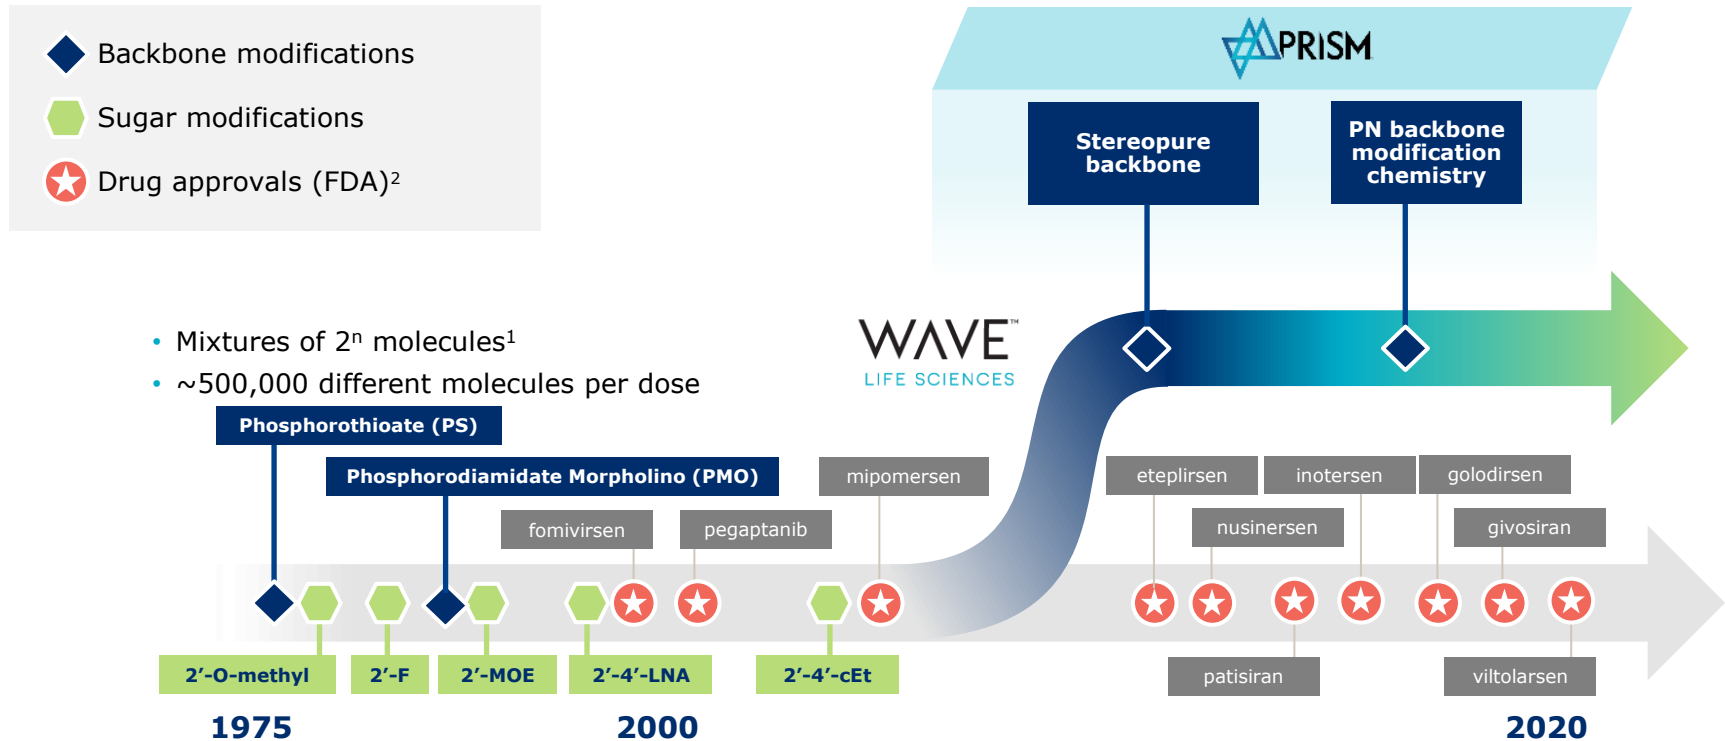 Backbone modifications
Sugar modifications
Drug approvals (FDA)²
PRISM
Stereopure
backbone
PN backbone
modification
chemistry
• Mixtures of 2ⁿ molecules¹
• ~500,000 different molecules per dose
WAVE™
LIFE SCIENCES
Phosphorothioate (PS)
Phosphorodiamidate Morpholino (PMO)
fomivirsen
pegaptanib
mipomersen
eteplirsen
nusinersen
inotersen
golodirsen
givosiran
2’-O-methyl
2’-F
2’-MOE
2’-4’-LNA
2’-4’-cEt
patisiran
viltolarsen
1975
2000
2020